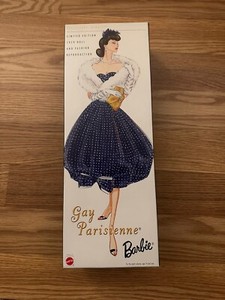 LIMITED EDITION
1959 DOLL
AND FASHION
REPRODUCTION
Gay
Parisienne®
Barbie®